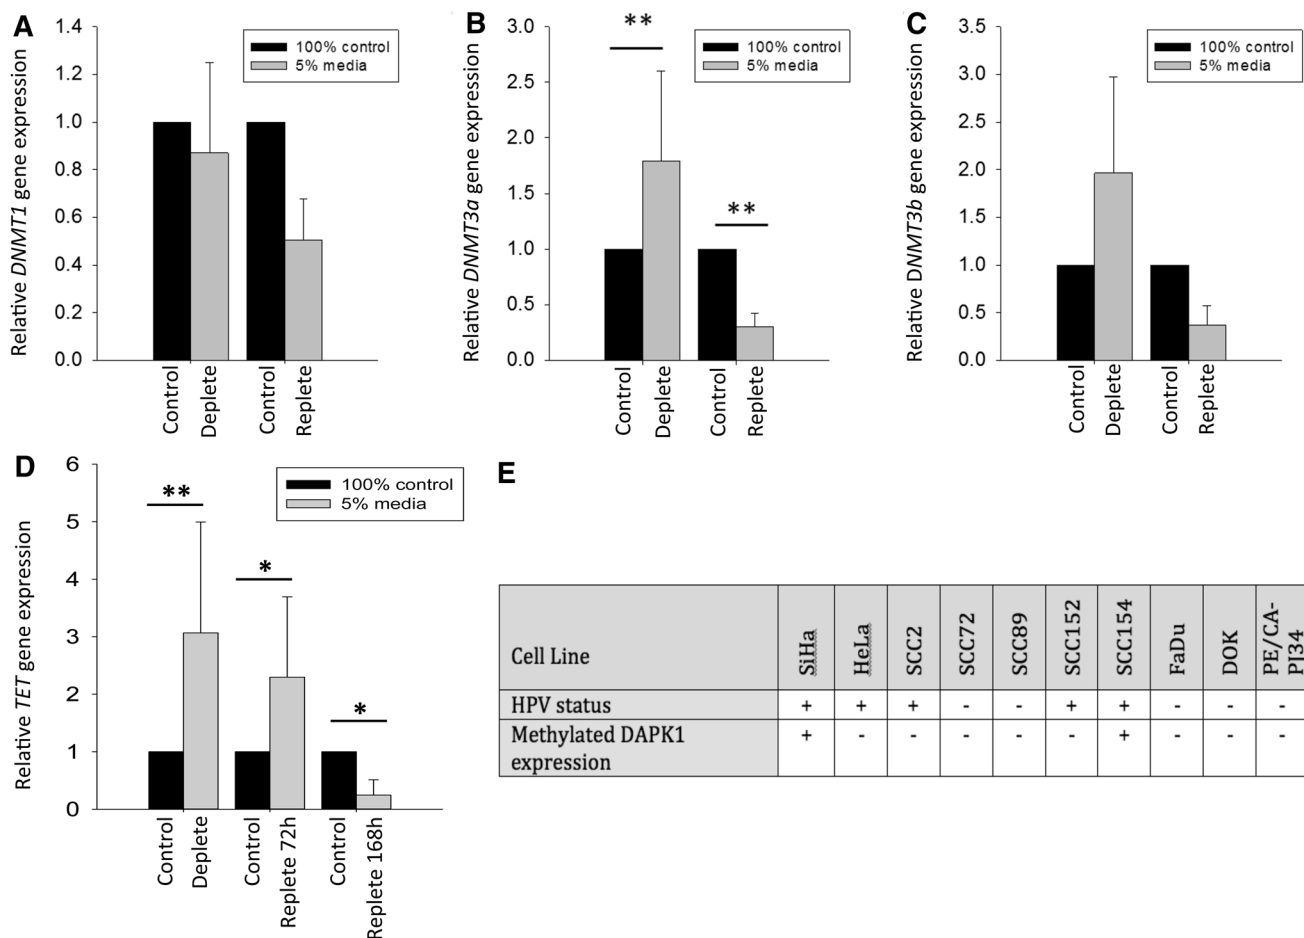 A
Relative DNMT1 gene expression
1.4
1.2
1.0
0.8
0.6
0.4
0.2
0.0
100% control
5% media
Control
Deplete
Control
Replete
B
Relative DNMT3a gene expression
3.0
2.5
2.0
1.5
1.0
0.5
0.0
100% control
5% media
**
**
Control
Deplete
Control
Replete
C
Relative DNMT3b gene expression
3.5
3.0
2.5
2.0
1.5
1.0
0.5
0.0
100% control
5% media
Control
Deplete
Control
Replete
D
Relative TET gene expression
6
5
4
3
2
1
0
100% control
5% media
**
*
*
Control
Deplete
Control
Replete 72h
Control
Replete 168h
E
Cell Line SiHa HeLa SCC2 SCC72 SCC89 SCC152 SCC154 FaDu DOK PE/CA-PJ34
HPV status + + + - - + + - - -
Methylated DAPK1 + - - - - - + - - -
expression